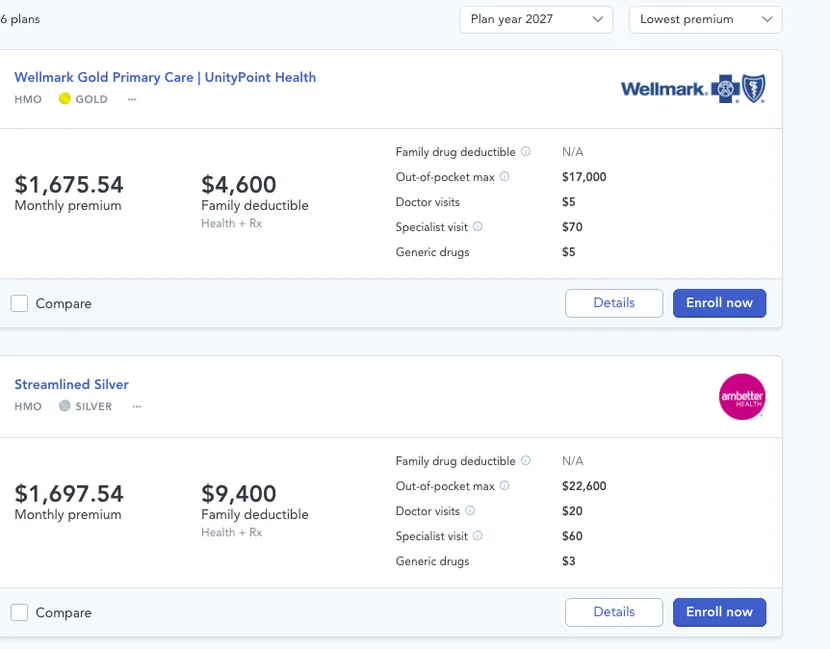 6 plans
Plan year 2027
Lowest premium
Wellmark Gold Primary Care | UnityPoint Health
HMO GOLD ...
Wellmark.
$1,675.54
Monthly premium
$4,600
Family deductible
Health + Rx
Family drug deductible N/A
Out-of-pocket max $17,000
Doctor visits $5
Specialist visit $70
Generic drugs $5
Compare
Details
Enroll now
Streamlined Silver
HMO SILVER ...
ambetter
HEALTH
$1,697.54
Monthly premium
$9,400
Family deductible
Health + Rx
Family drug deductible N/A
Out-of-pocket max $22,600
Doctor visits $20
Specialist visit $60
Generic drugs $3
Compare
Details
Enroll now